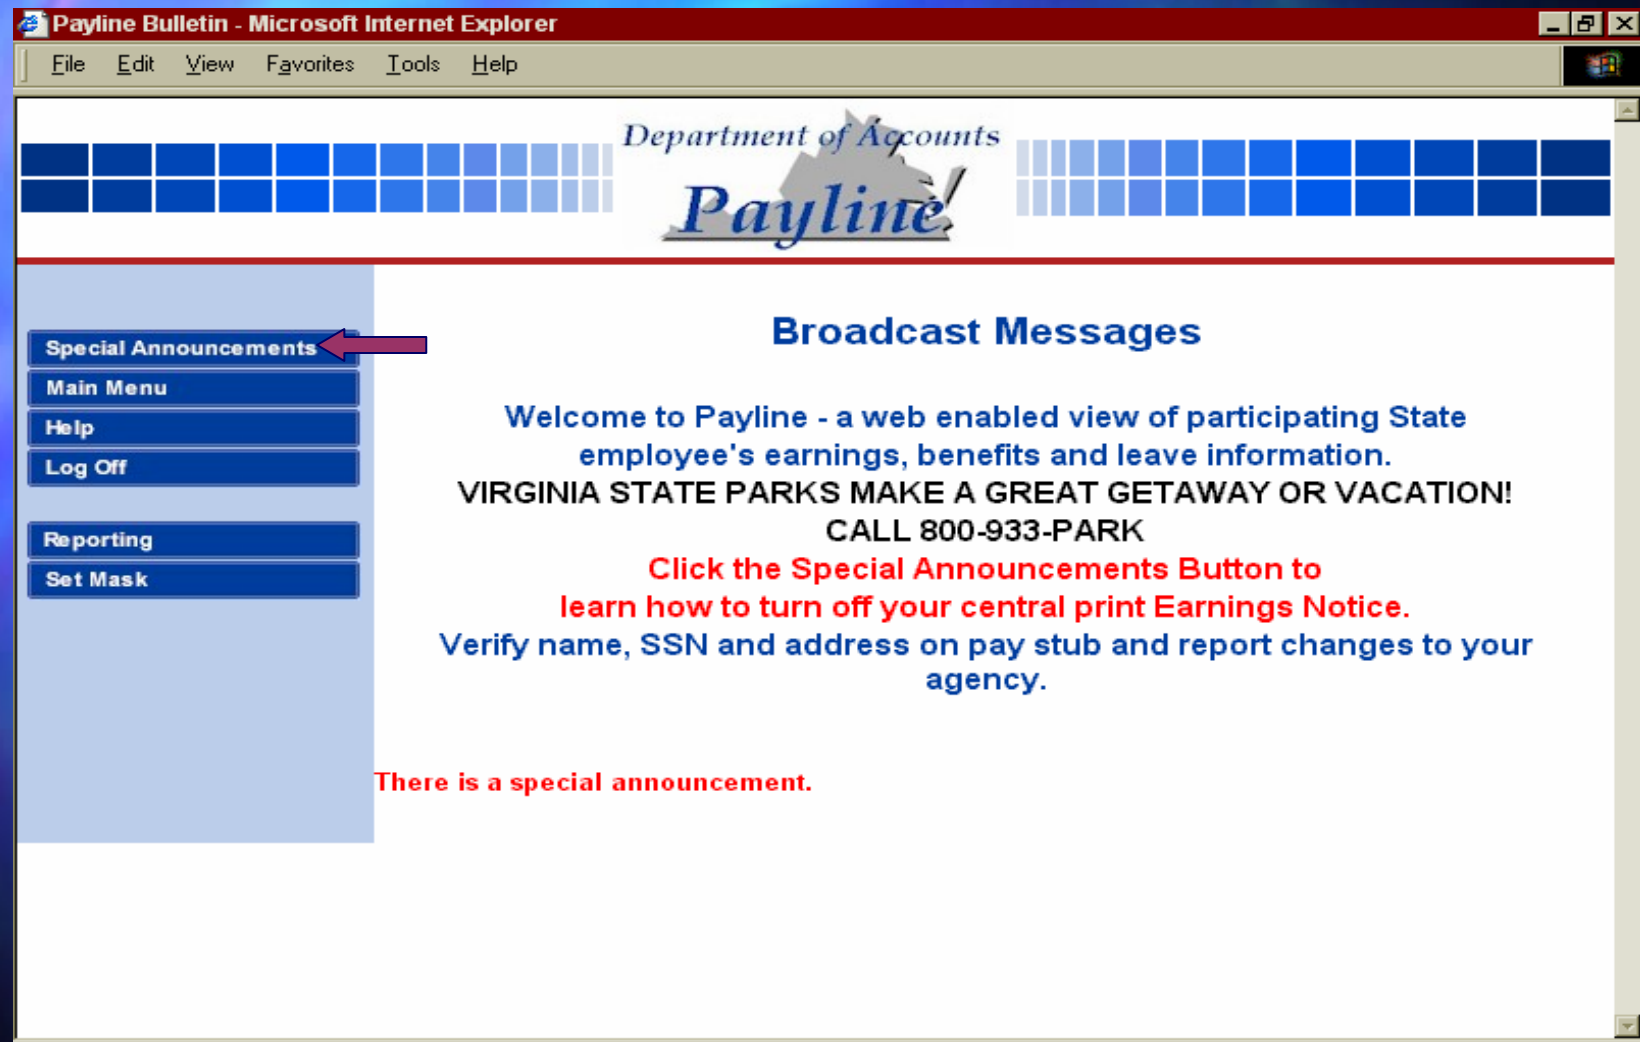 Payline Bulletin - Microsoft Internet Explorer
File Edit View Favorites Tools Help
Department of Accounts
Payline
Special Announcements
Main Menu
Help
Log Off
Reporting
Set Mask
Broadcast Messages
Welcome to Payline - a web enabled view of participating State
employee's earnings, benefits and leave information.
VIRGINIA STATE PARKS MAKE A GREAT GETAWAY OR VACATION!
CALL 800-933-PARK
Click the Special Announcements Button to
learn how to turn off your central print Earnings Notice.
Verify name, SSN and address on pay stub and report changes to your
agency.
There is a special announcement.